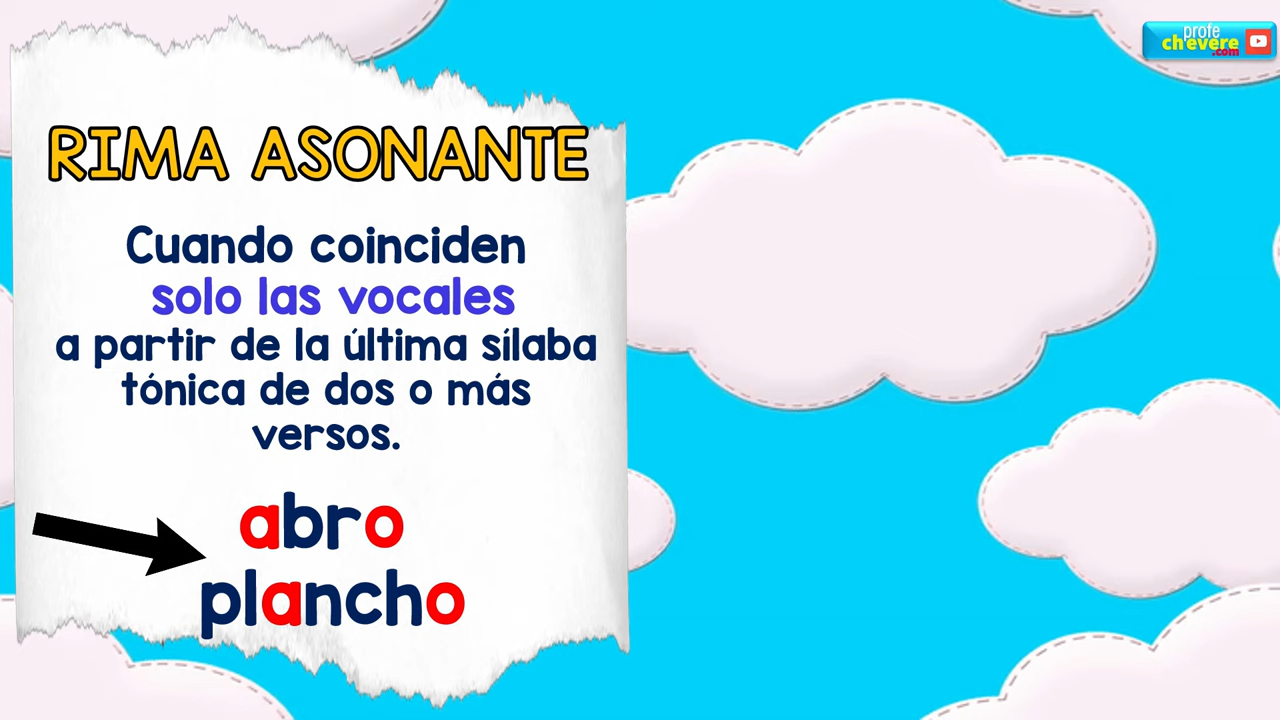 profe
chévere
.com
RIMA ASONANTE
Cuando coinciden
solo las vocales
a partir de la última sílaba
tónica de dos o más
versos.
abro
plancho